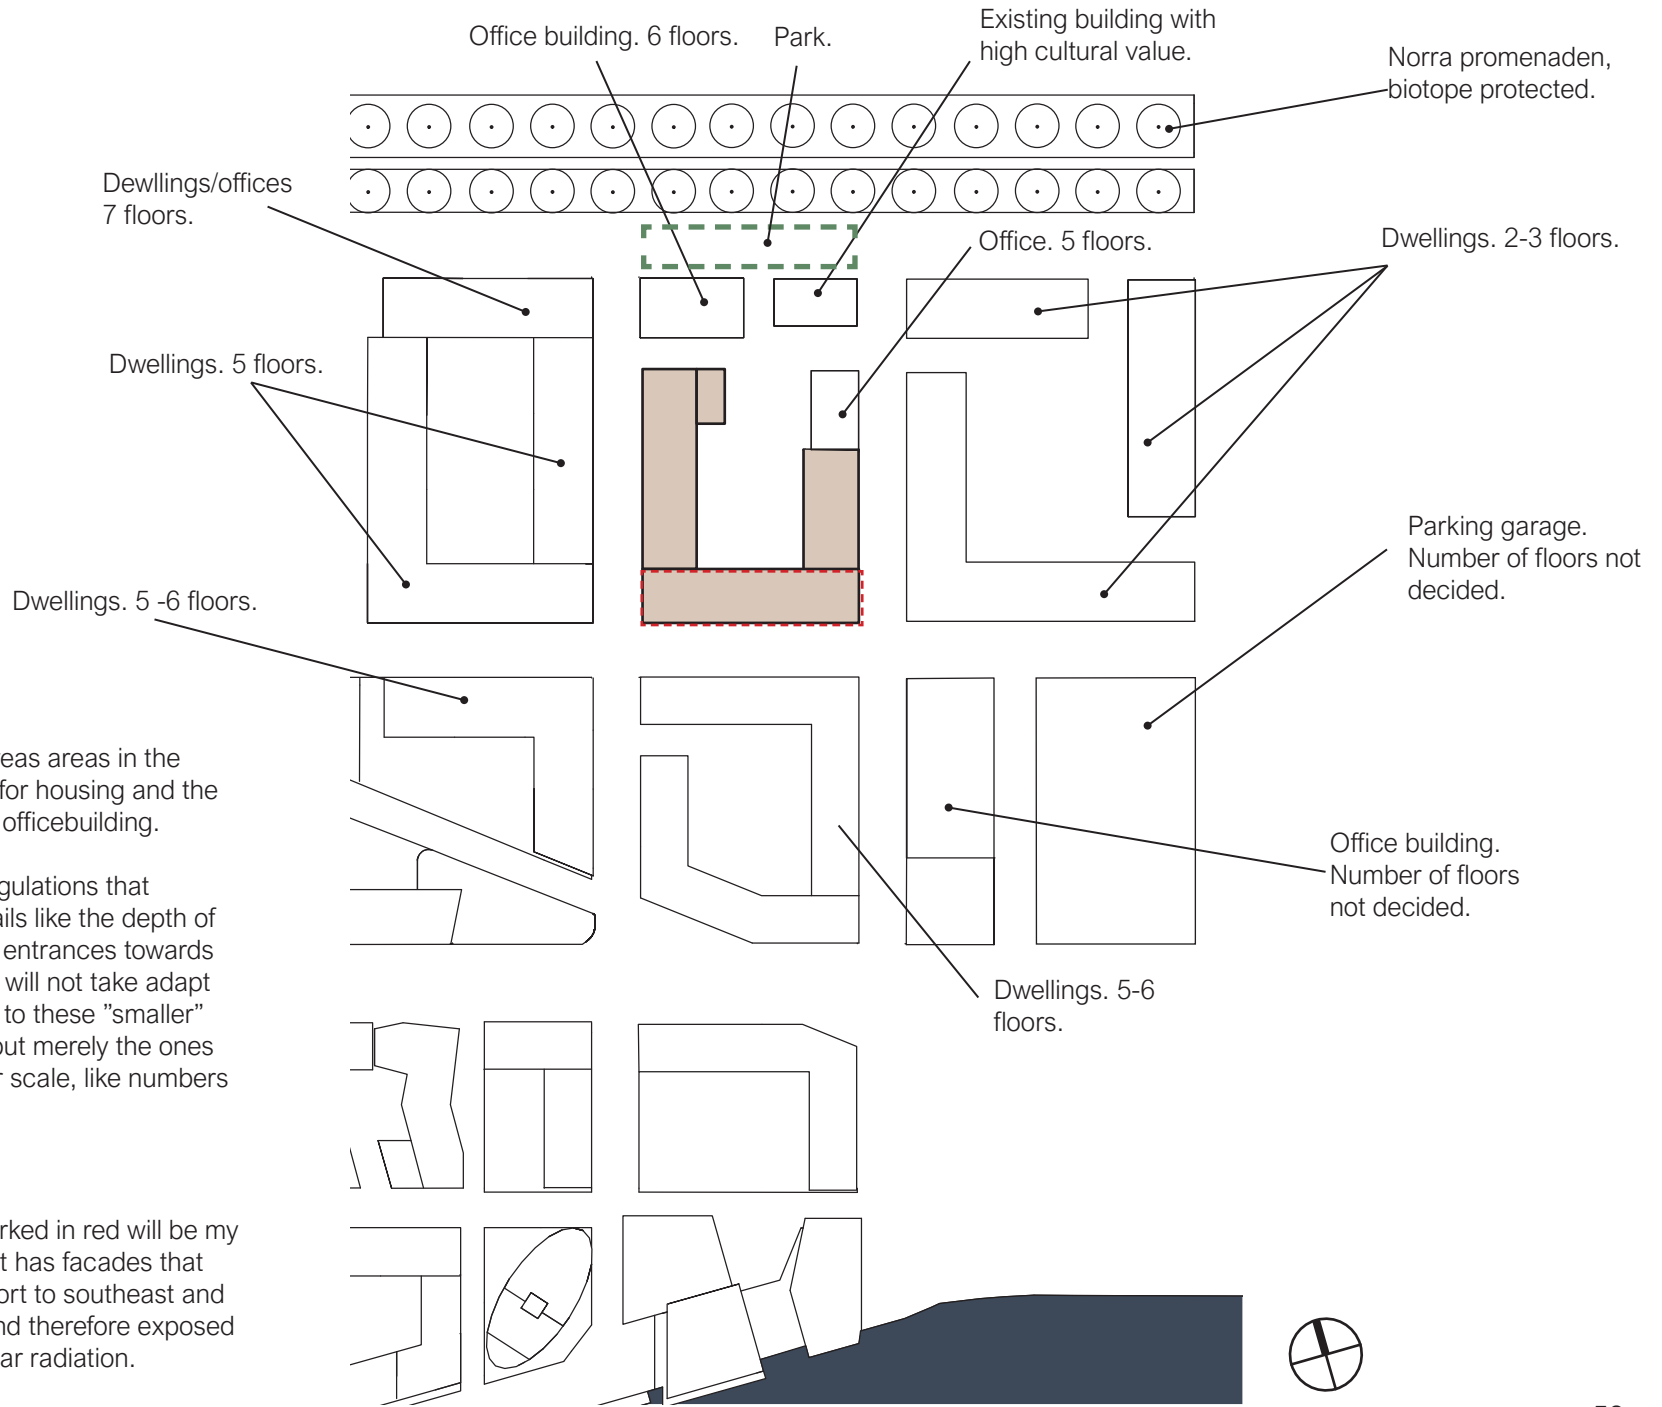 Office building. 6 floors.
Park.
Existing building with
high cultural value.
Norra promenaden,
biotope protected.
Dewllings/offices
7 floors.
Office. 5 floors.
Dwellings. 2-3 floors.
Dwellings. 5 floors.
Parking garage.
Number of floors not
decided.
Dwellings. 5 -6 floors.
reas areas in the
for housing and the
officebuilding.
gulations that
ails like the depth of
entrances towards
will not take adapt
to these ”smaller”
out merely the ones
r scale, like numbers
Office building.
Number of floors
not decided.
Dwellings. 5-6
floors.
rked in red will be my
t has facades that
ort to southeast and
nd therefore exposed
ar radiation.